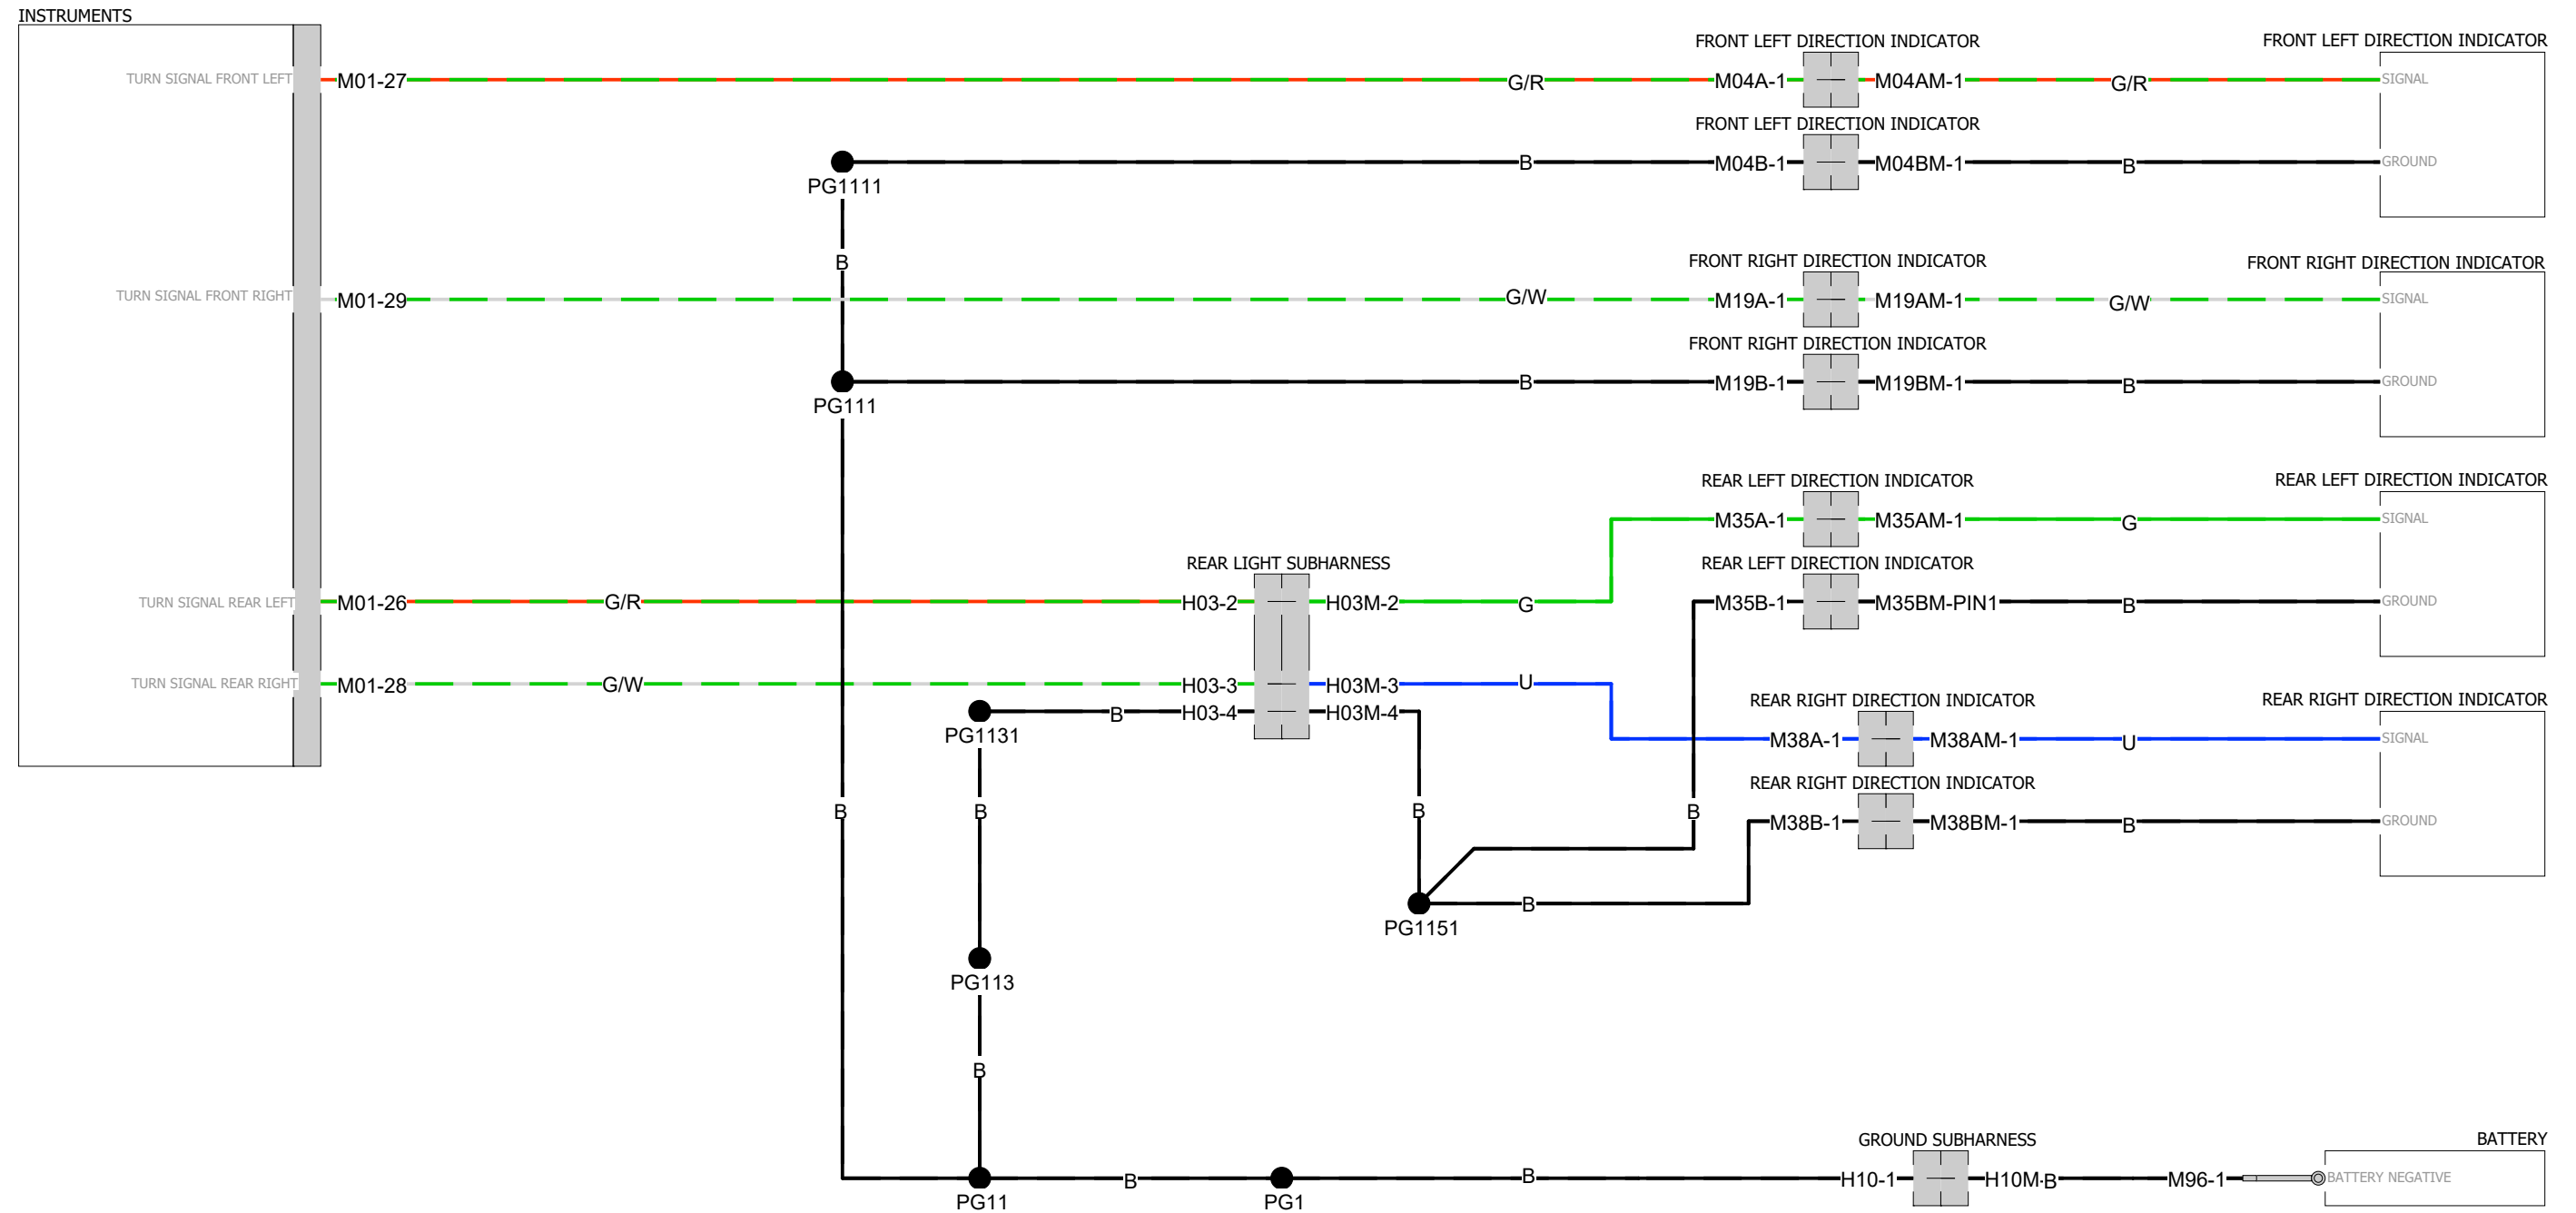 INSTRUMENTS
FRONT LEFT DIRECTION INDICATOR
FRONT LEFT DIRECTION INDICATOR
TURN SIGNAL FRONT LEFT M01-27 G/R M04A-1 M04AM-1 G/R SIGNAL
FRONT LEFT DIRECTION INDICATOR
B M04B-1 M04BM-1 B GROUND
PG1111
B
FRONT RIGHT DIRECTION INDICATOR
FRONT RIGHT DIRECTION INDICATOR
TURN SIGNAL FRONT RIGHT M01-29 G/W M19A-1 M19AM-1 G/W SIGNAL
FRONT RIGHT DIRECTION INDICATOR
B M19B-1 M19BM-1 B GROUND
PG111
REAR LEFT DIRECTION INDICATOR
REAR LEFT DIRECTION INDICATOR
M35A-1 M35AM-1 G SIGNAL
REAR LIGHT SUBHARNESS
REAR LEFT DIRECTION INDICATOR
TURN SIGNAL REAR LEFT M01-26 G/R H03-2 H03M-2 G M35B-1 M35BM-PIN1 B GROUND
TURN SIGNAL REAR RIGHT M01-28 G/W H03-3 H03M-3 U
REAR RIGHT DIRECTION INDICATOR
REAR RIGHT DIRECTION INDICATOR
B H03-4 H03M-4
PG1131
M38A-1 M38AM-1 U SIGNAL
REAR RIGHT DIRECTION INDICATOR
B B B B
M38B-1 M38BM-1 B GROUND
B
PG1151
PG113
B
GROUND SUBHARNESS
BATTERY
B B H10-1 H10M-B M96-1 BATTERY NEGATIVE
PG11 PG1